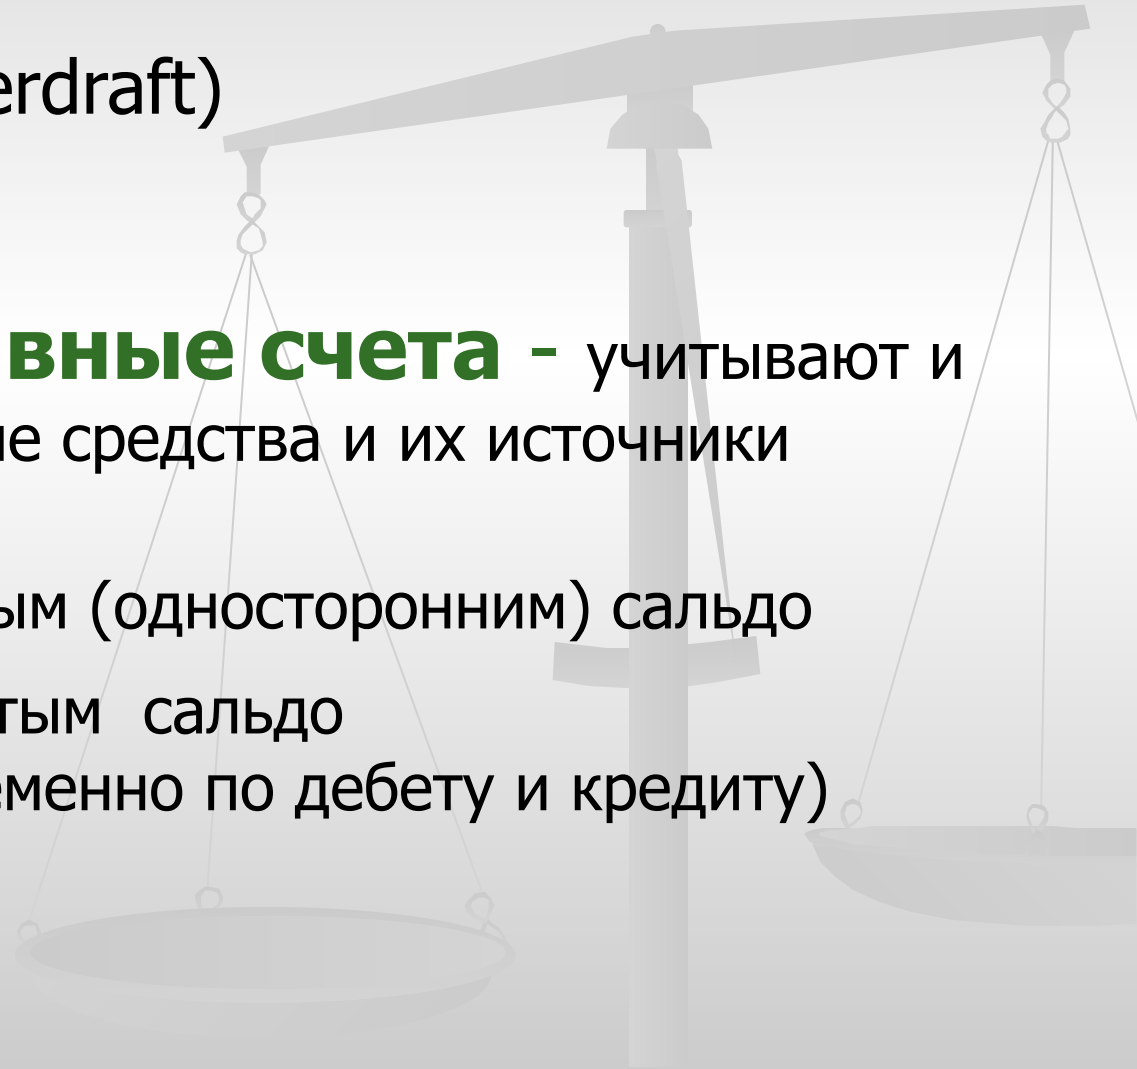 erdraft)
вные счета - учитывают и
ие средства и их источники
ым (односторонним) сальдо
тым сальдо
еменно по дебету и кредиту)